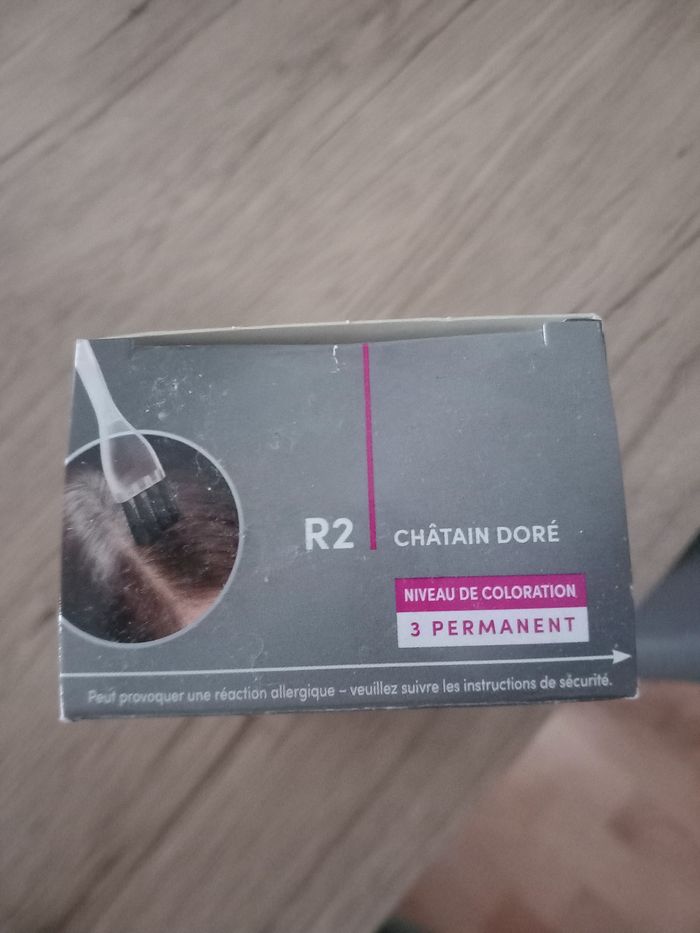 R2
CHÂTAIN DORÉ
NIVEAU DE COLORATION
3 PERMANENT
Peut provoquer une réaction allergique – veuillez suivre les instructions de sécurité.